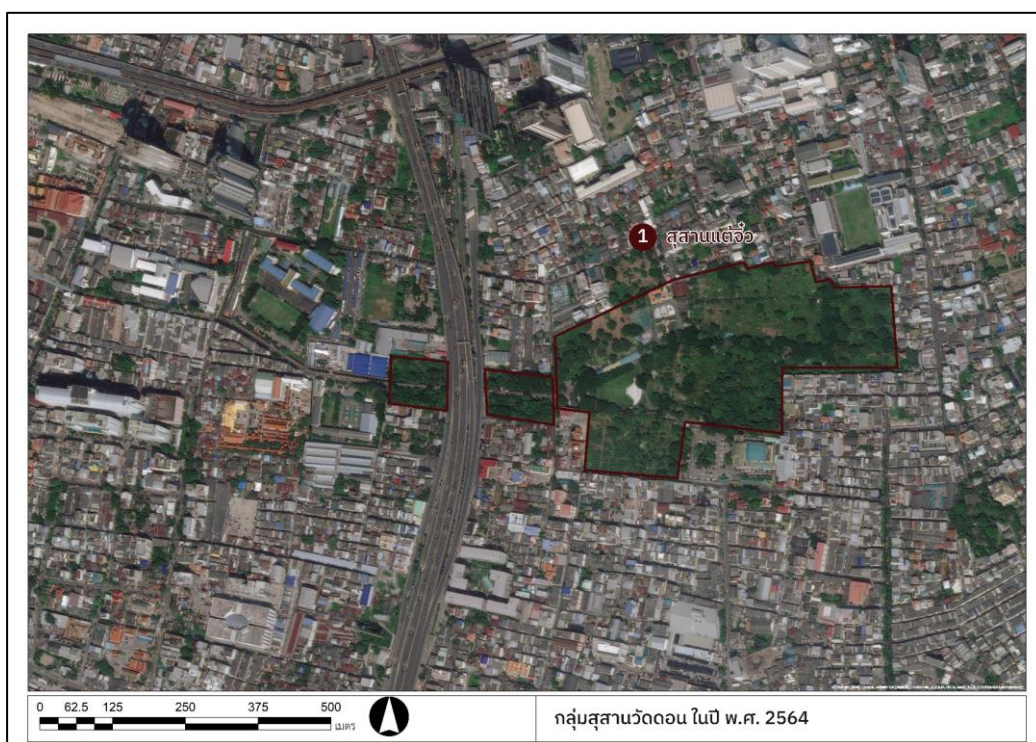 1 สุสานแต้จิ๋ว
0 62.5 125 250 375 500
เมตร
กลุ่มสุสานวัดดอน ในปี พ.ศ. 2564